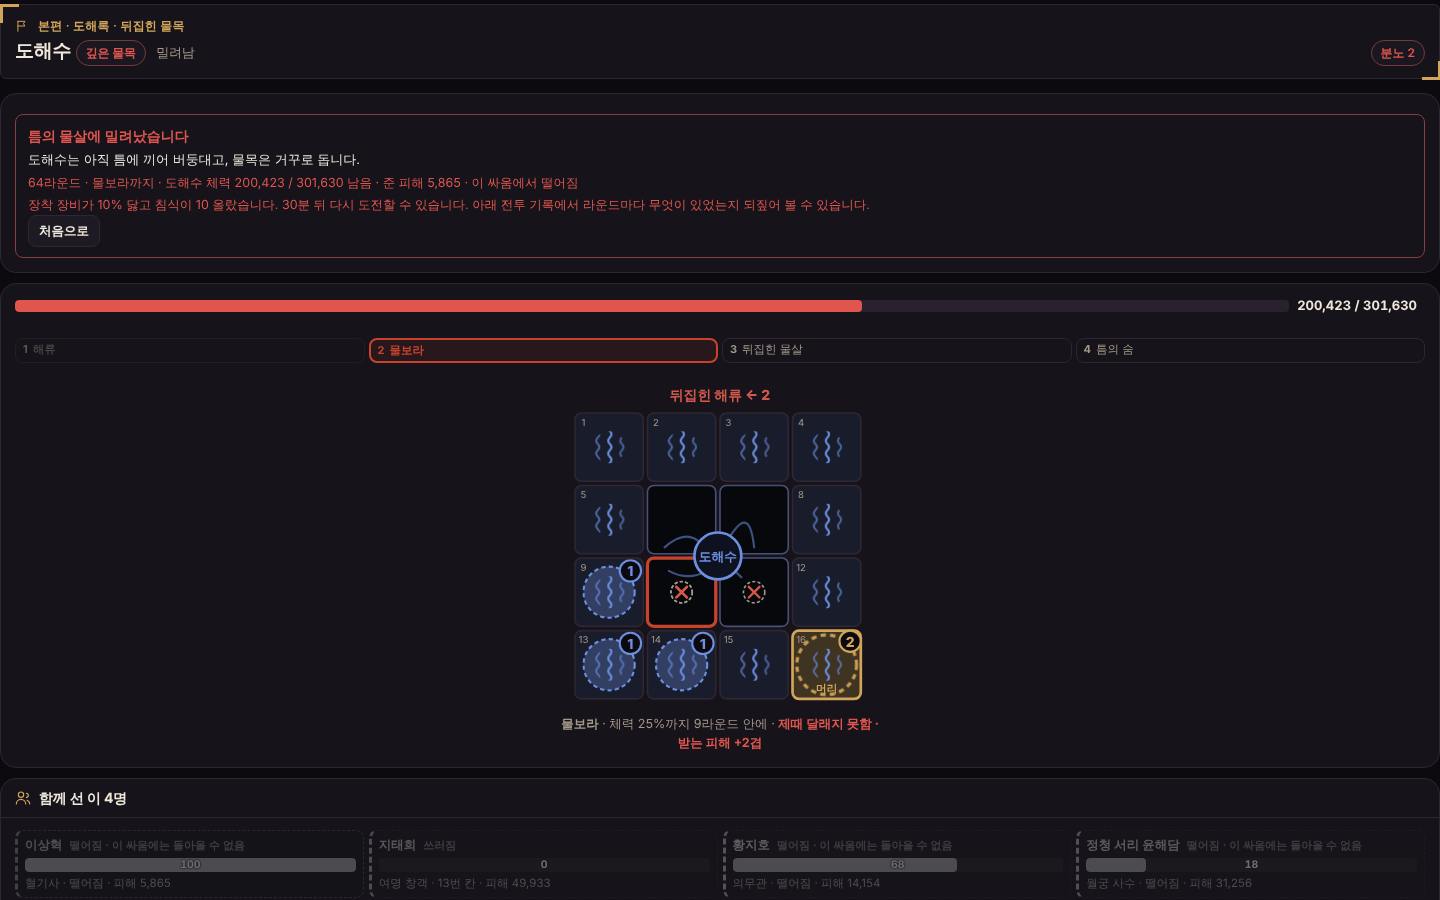 본편 · 도해록 · 뒤집힌 물목
도해수 깊은 물목 밀려남
분노 2
틈의 물살에 밀려났습니다
도해수는 아직 틈에 끼어 버둥대고, 물목은 거꾸로 돕니다.
64라운드 · 물보라까지 · 도해수 체력 200,423 / 301,630 남음 · 준 피해 5,865 · 이 싸움에서 떨어짐
장착 장비가 10% 닳고 침식이 10 올랐습니다. 30분 뒤 다시 도전할 수 있습니다. 아래 전투 기록에서 라운드마다 무엇이 있었는지 되짚어 볼 수 있습니다.
처음으로
200,423 / 301,630
1 해류
2 물보라
3 뒤집힌 물살
4 틈의 숨
뒤집힌 해류 ← 2
1 2 3 4
5 8
도해수
9 1 12
13 1 14 1 15 16 2
머리
물보라 · 체력 25%까지 9라운드 안에 · 제때 달래지 못함 ·
받는 피해 +2겹
함께 선 이 4명
이상혁 떨어짐 · 이 싸움에는 돌아올 수 없음
100
혈기사 · 떨어짐 · 피해 5,865
지태희 쓰러짐
0
여명 창객 · 13번 칸 · 피해 49,933
황지호 떨어짐 · 이 싸움에는 돌아올 수 없음
68
의무관 · 떨어짐 · 피해 14,154
정청 서리 윤해담 떨어짐 · 이 싸움에는 돌아올 수 없음
18
월궁 사수 · 떨어짐 · 피해 31,256